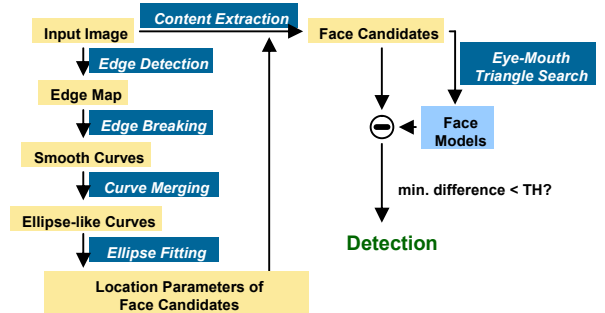 Content Extraction
Input Image
Face Candidates
Edge Detection
Eye-Mouth
Triangle Search
Edge Map
Edge Breaking
Face
Models
Smooth Curves
Curve Merging
min. difference < TH?
Ellipse-like Curves
Ellipse Fitting
Detection
Location Parameters of
Face Candidates